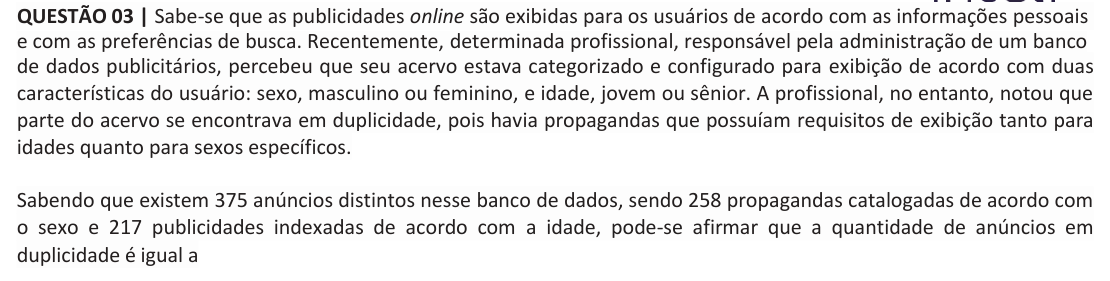 QUESTÃO 03 | Sabe-se que as publicidades online são exibidas para os usuários de acordo com as informações pessoais
e com as preferências de busca. Recentemente, determinada profissional, responsável pela administração de um banco
de dados publicitários, percebeu que seu acervo estava categorizado e configurado para exibição de acordo com duas
características do usuário: sexo, masculino ou feminino, e idade, jovem ou sênior. A profissional, no entanto, notou que
parte do acervo se encontrava em duplicidade, pois havia propagandas que possuíam requisitos de exibição tanto para
idades quanto para sexos específicos.
Sabendo que existem 375 anúncios distintos nesse banco de dados, sendo 258 propagandas catalogadas de acordo com
o sexo e 217 publicidades indexadas de acordo com a idade, pode-se afirmar que a quantidade de anúncios em
duplicidade é igual a